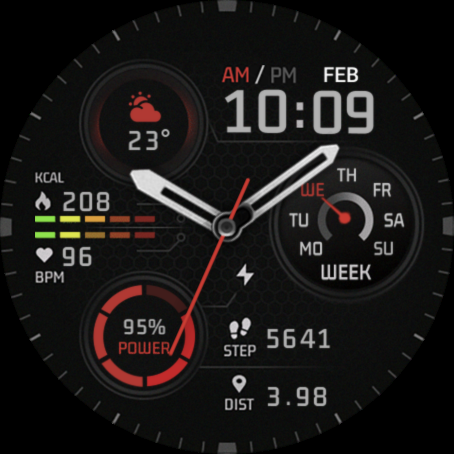 AM / PM FEB
10:09
23°
KCAL
208
96
BPM
TH
WE FR
TU SA
MO SU
WEEK
95%
POWER
STEP 5641
DIST 3.98